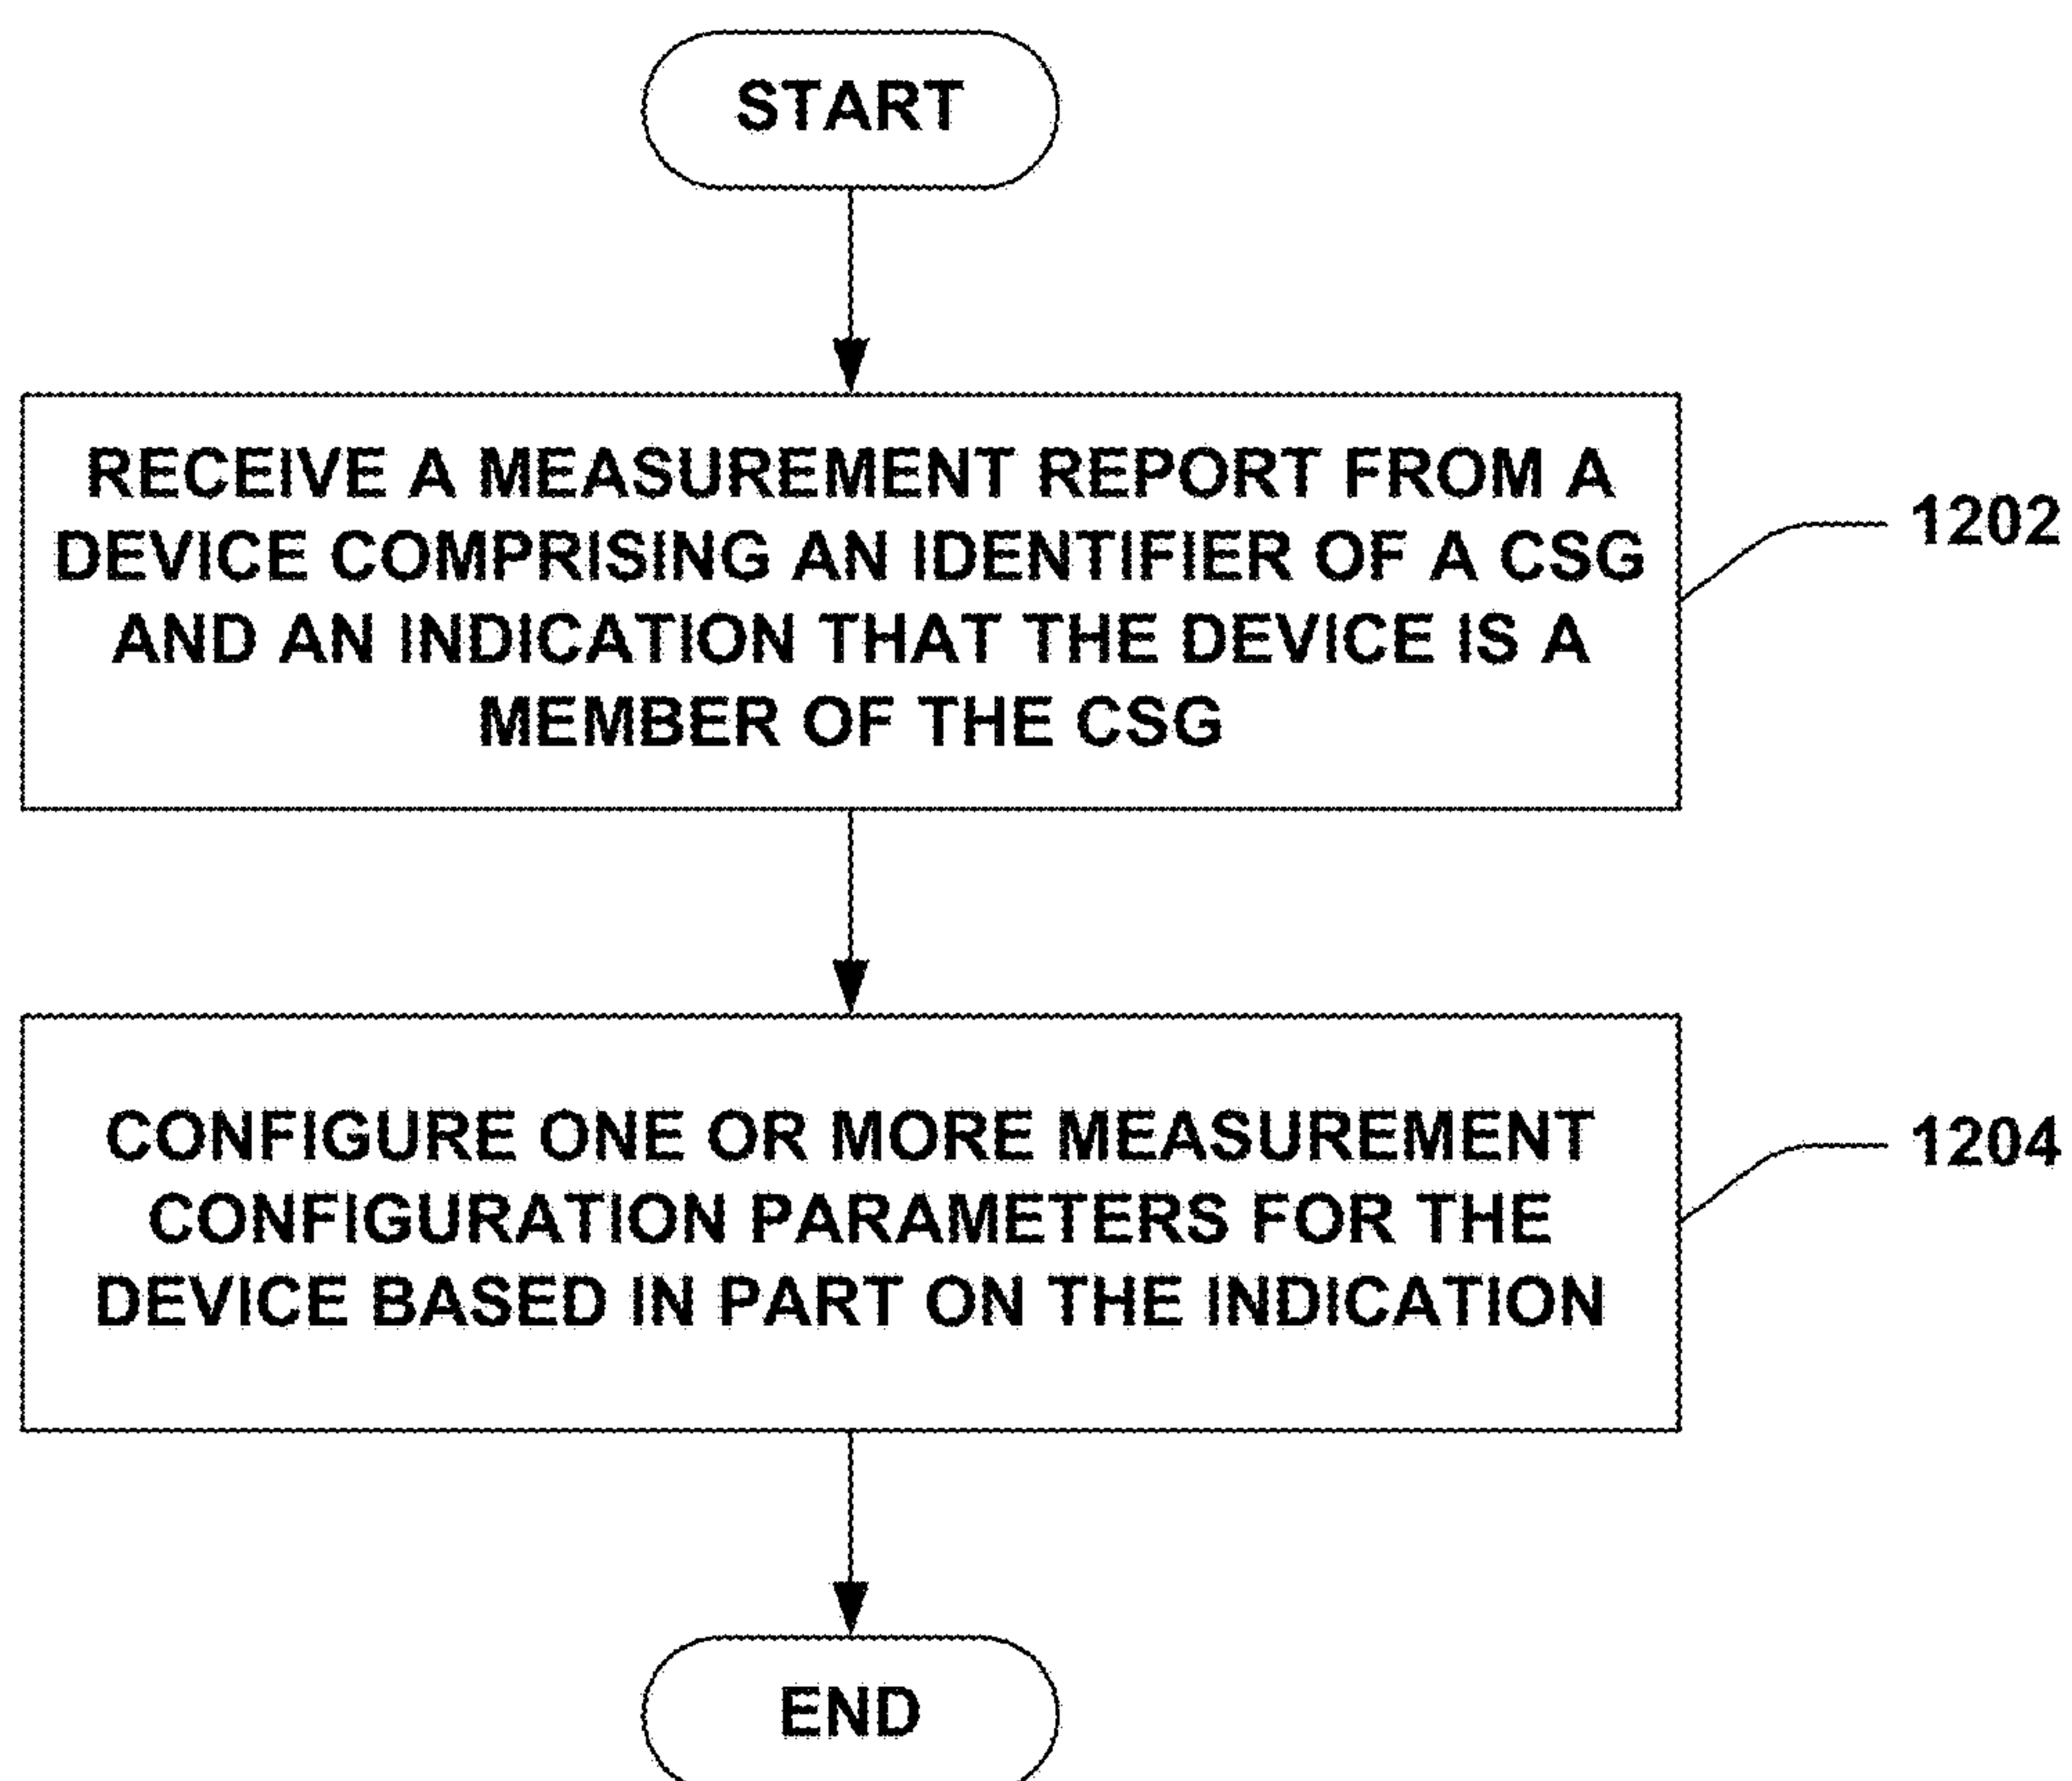 START
RECEIVE A MEASUREMENT REPORT FROM A
DEVICE COMPRISING AN IDENTIFIER OF A CSG
AND AN INDICATION THAT THE DEVICE IS A
MEMBER OF THE CSG
1202
CONFIGURE ONE OR MORE MEASUREMENT
CONFIGURATION PARAMETERS FOR THE
DEVICE BASED IN PART ON THE INDICATION
1204
END